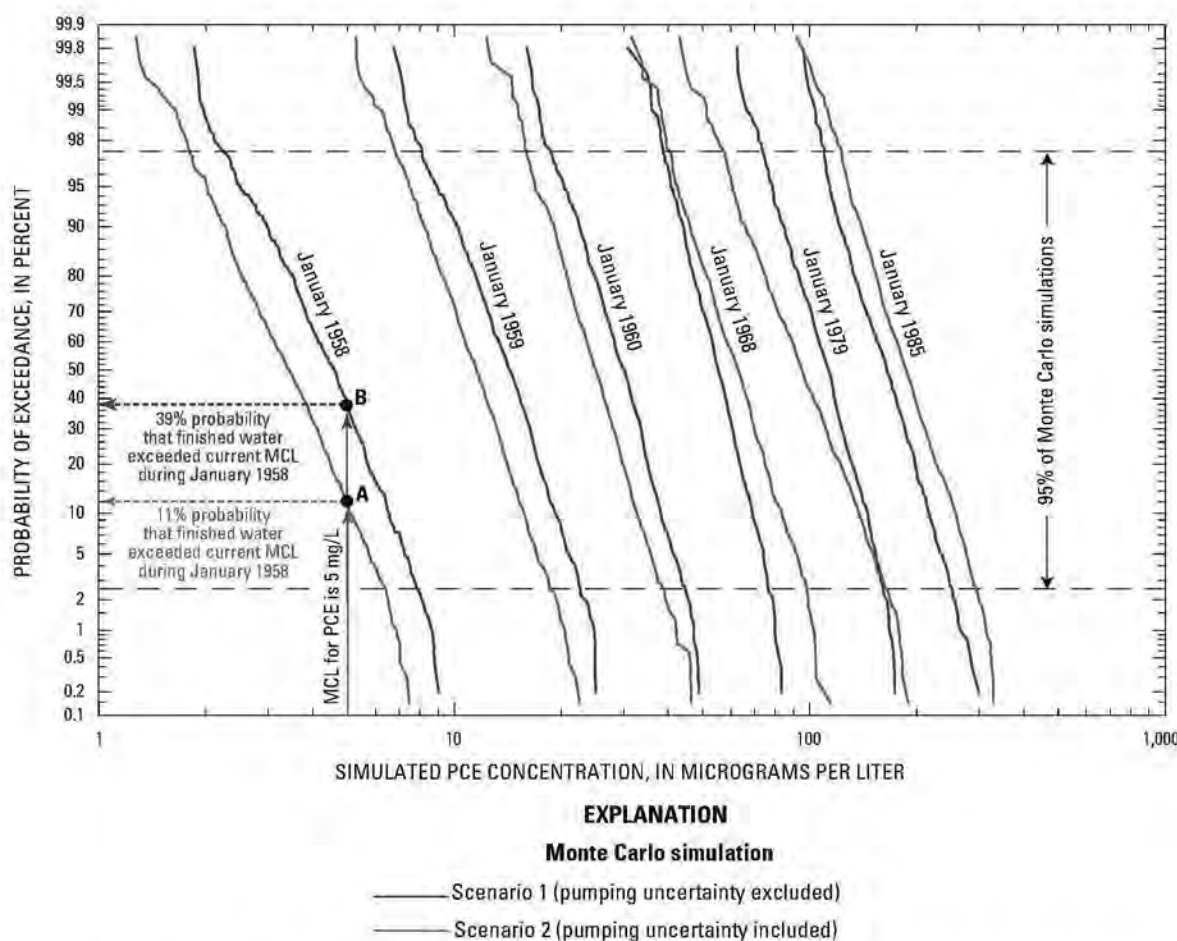 PROBABILITY OF EXCEEDANCE, IN PERCENT
99.9
99.8
99.5
99
98
95
90
80
70
60
50
40
30
20
10
5
2
1
0.5
0.2
0.1
January 1958
January 1959
January 1960
January 1968
January 1979
January 1985
95% of Monte Carlo simulations
B
39% probability
that finished water
exceeded current MCL
during January 1958
A
11% probability
that finished water
exceeded current MCL
during January 1958
MCL for PCE is 5 mg/L
1
10
100
1,000
SIMULATED PCE CONCENTRATION, IN MICROGRAMS PER LITER
EXPLANATION
Monte Carlo simulation
Scenario 1 (pumping uncertainty excluded)
Scenario 2 (pumping uncertainty included)